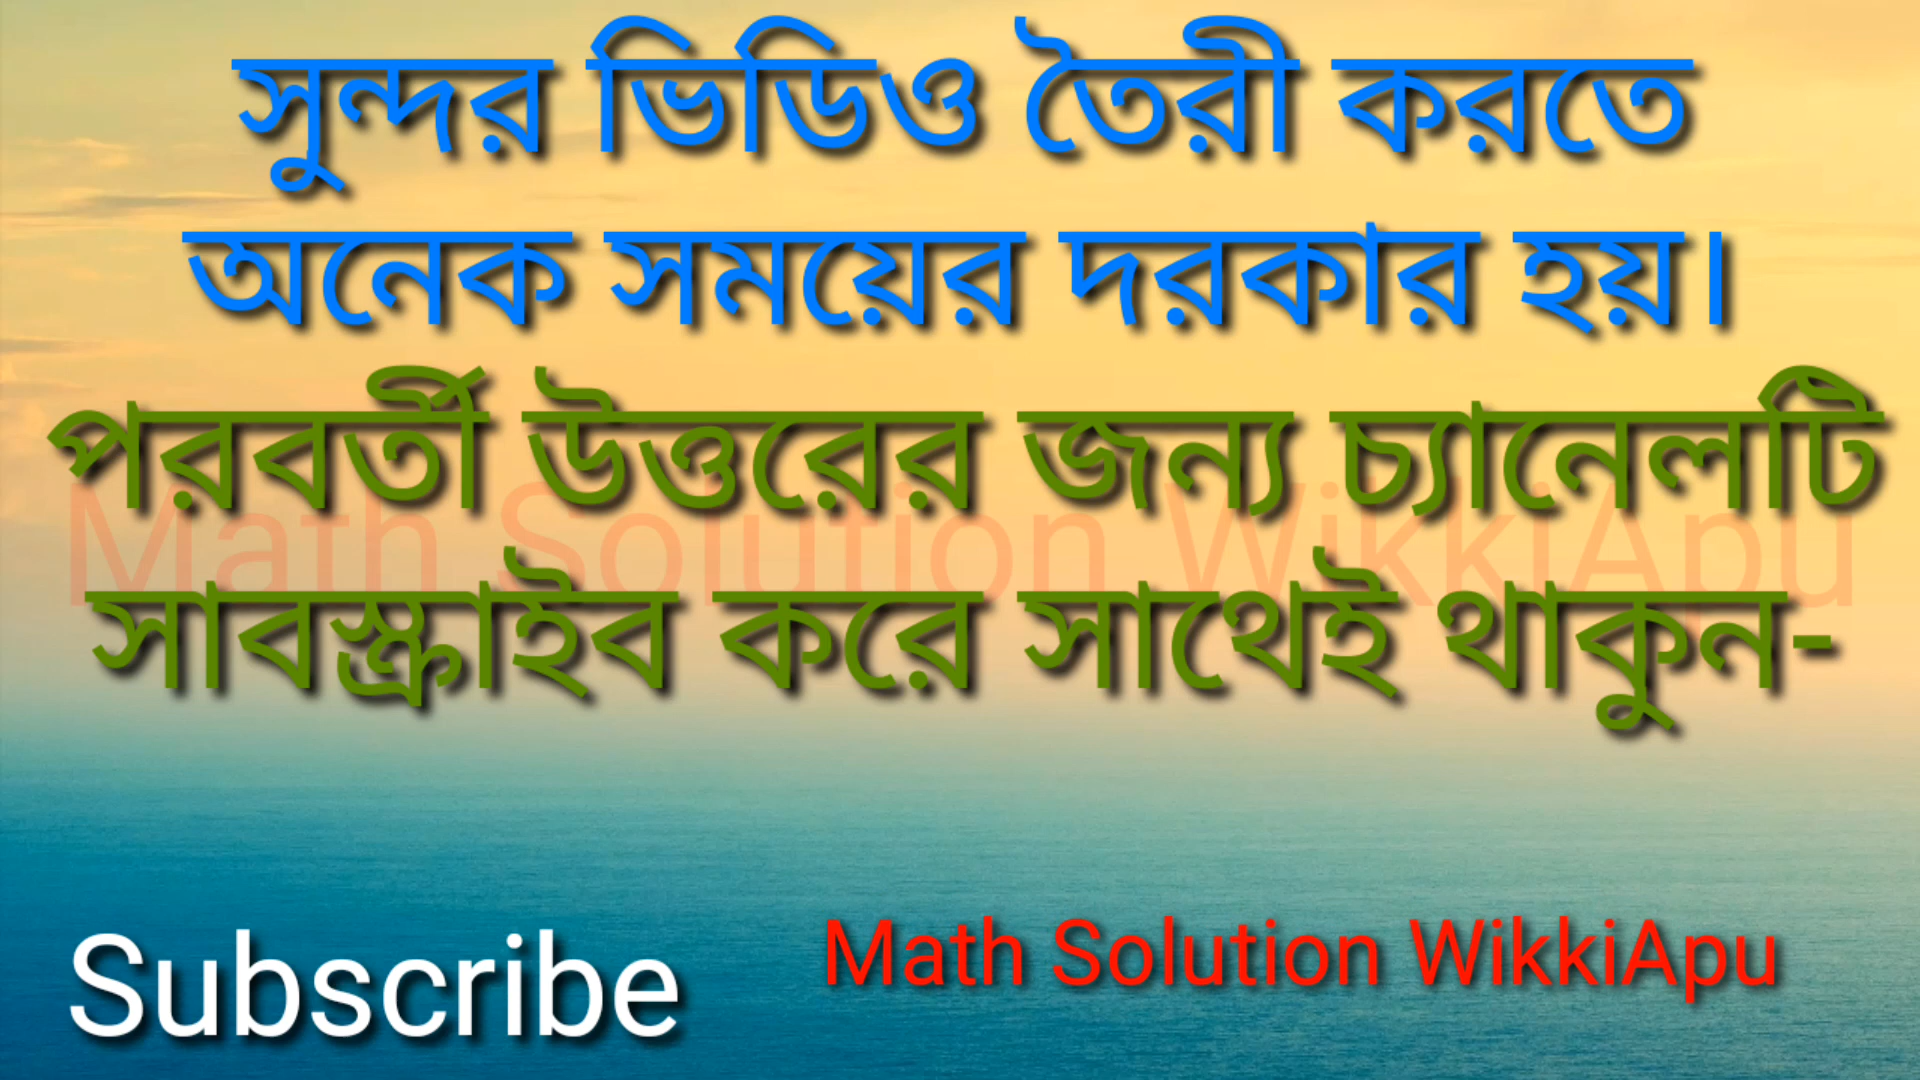 সুন্দর ভিডিও তৈরী করতে
অনেক সময়ের দরকার হয়।
পরবর্তী উত্তরের জন্য চ্যানেলটি
Math Solution WikkiApu
সাবস্ক্রাইব করে সাথেই থাকুন-
Subscribe
Math Solution WikkiApu